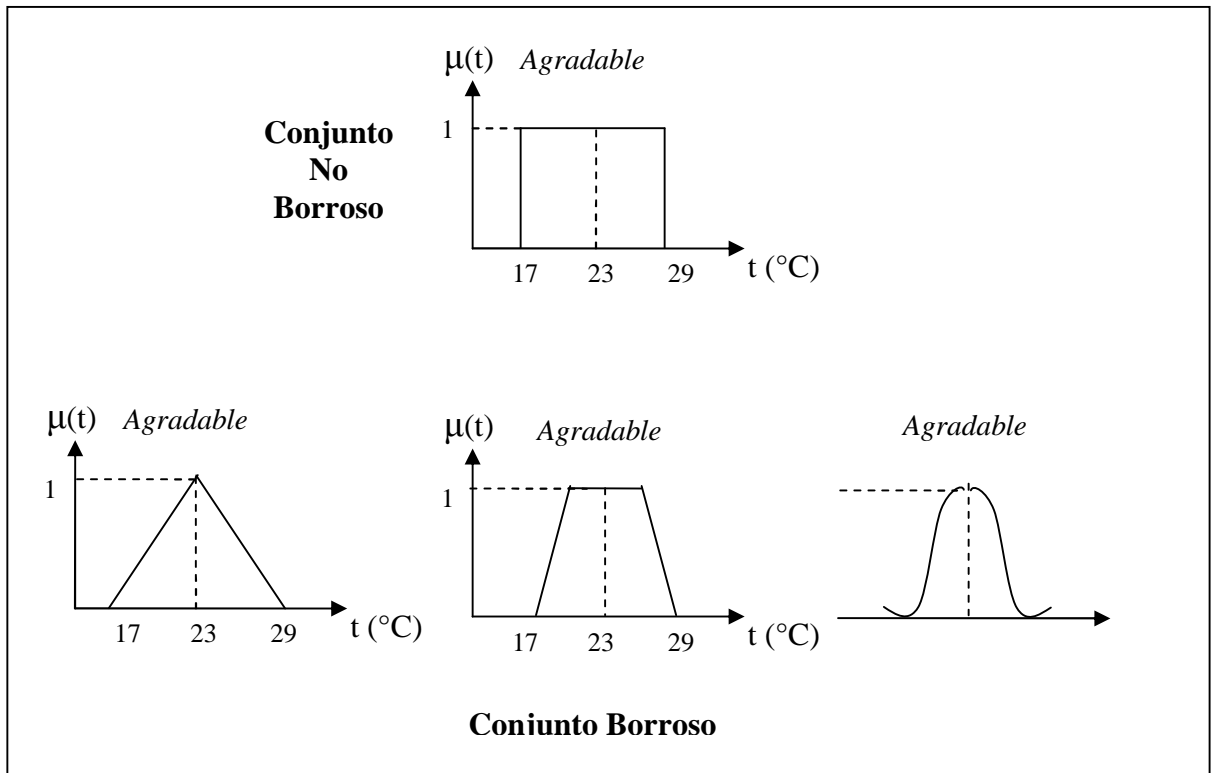 μ(t) Agradable
1
Conjunto
No
Borroso
17 23 29 t (°C)
μ(t) Agradable
1
17 23 29 t (°C)
μ(t) Agradable
1
17 23 29 t (°C)
Agradable
Conjunto Borroso